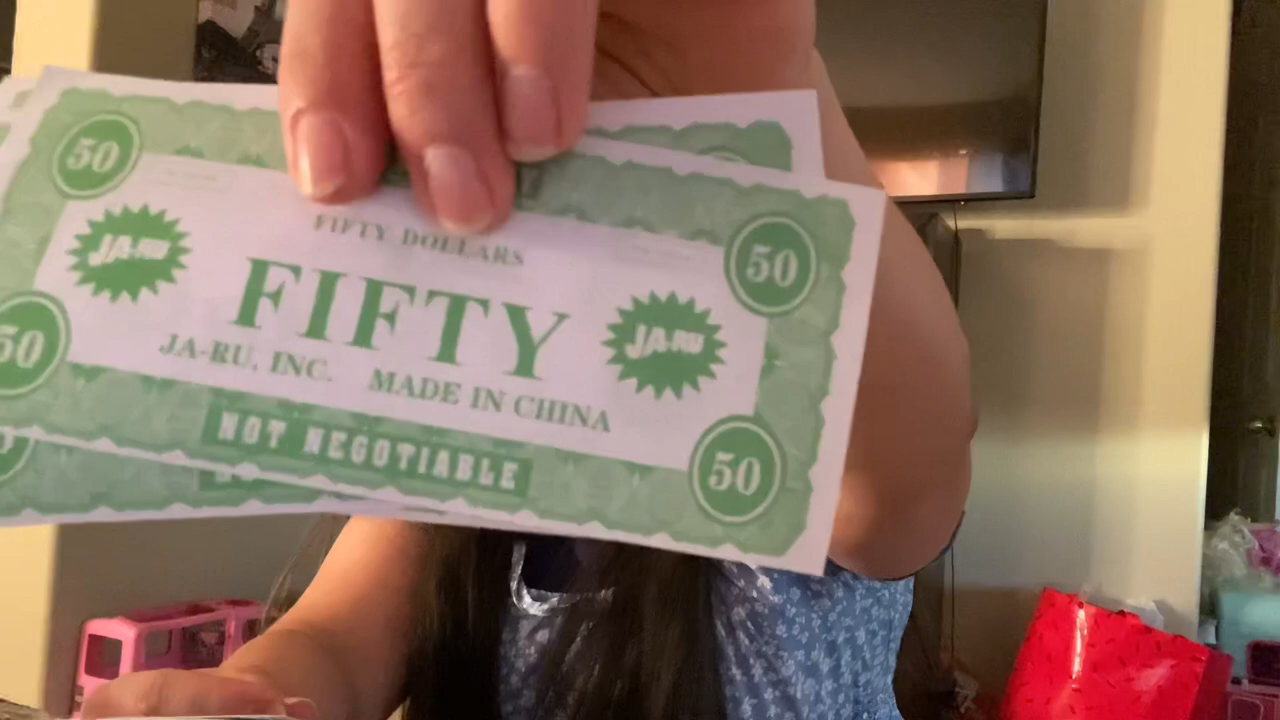 50
50
FIFTY DOLLARS
JA-RU
FIFTY
JA-RU
50
JA-RU, INC. MADE IN CHINA
NOT NEGOTIABLE
50